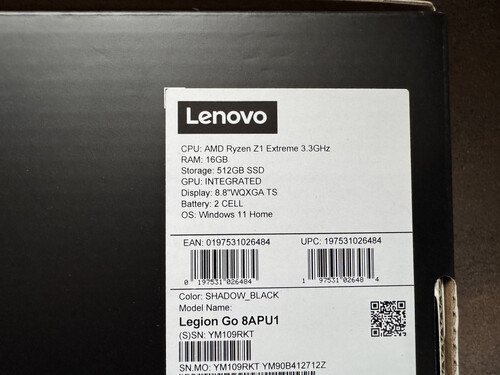 Lenovo
CPU: AMD Ryzen Z1 Extreme 3.3GHz
RAM: 16GB
Storage: 512GB SSD
GPU: INTEGRATED
Display: 8.8"WQXGA TS
Battery: 2 CELL
OS: Windows 11 Home
EAN: 0197531026484 UPC: 197531026484
0 197531 026484 1 97531 02648 4
Color: SHADOW_BLACK
Model Name:
Legion Go 8APU1
(S)SN: YM109RKT
SN.MO: YM109RKT YM90B412712Z